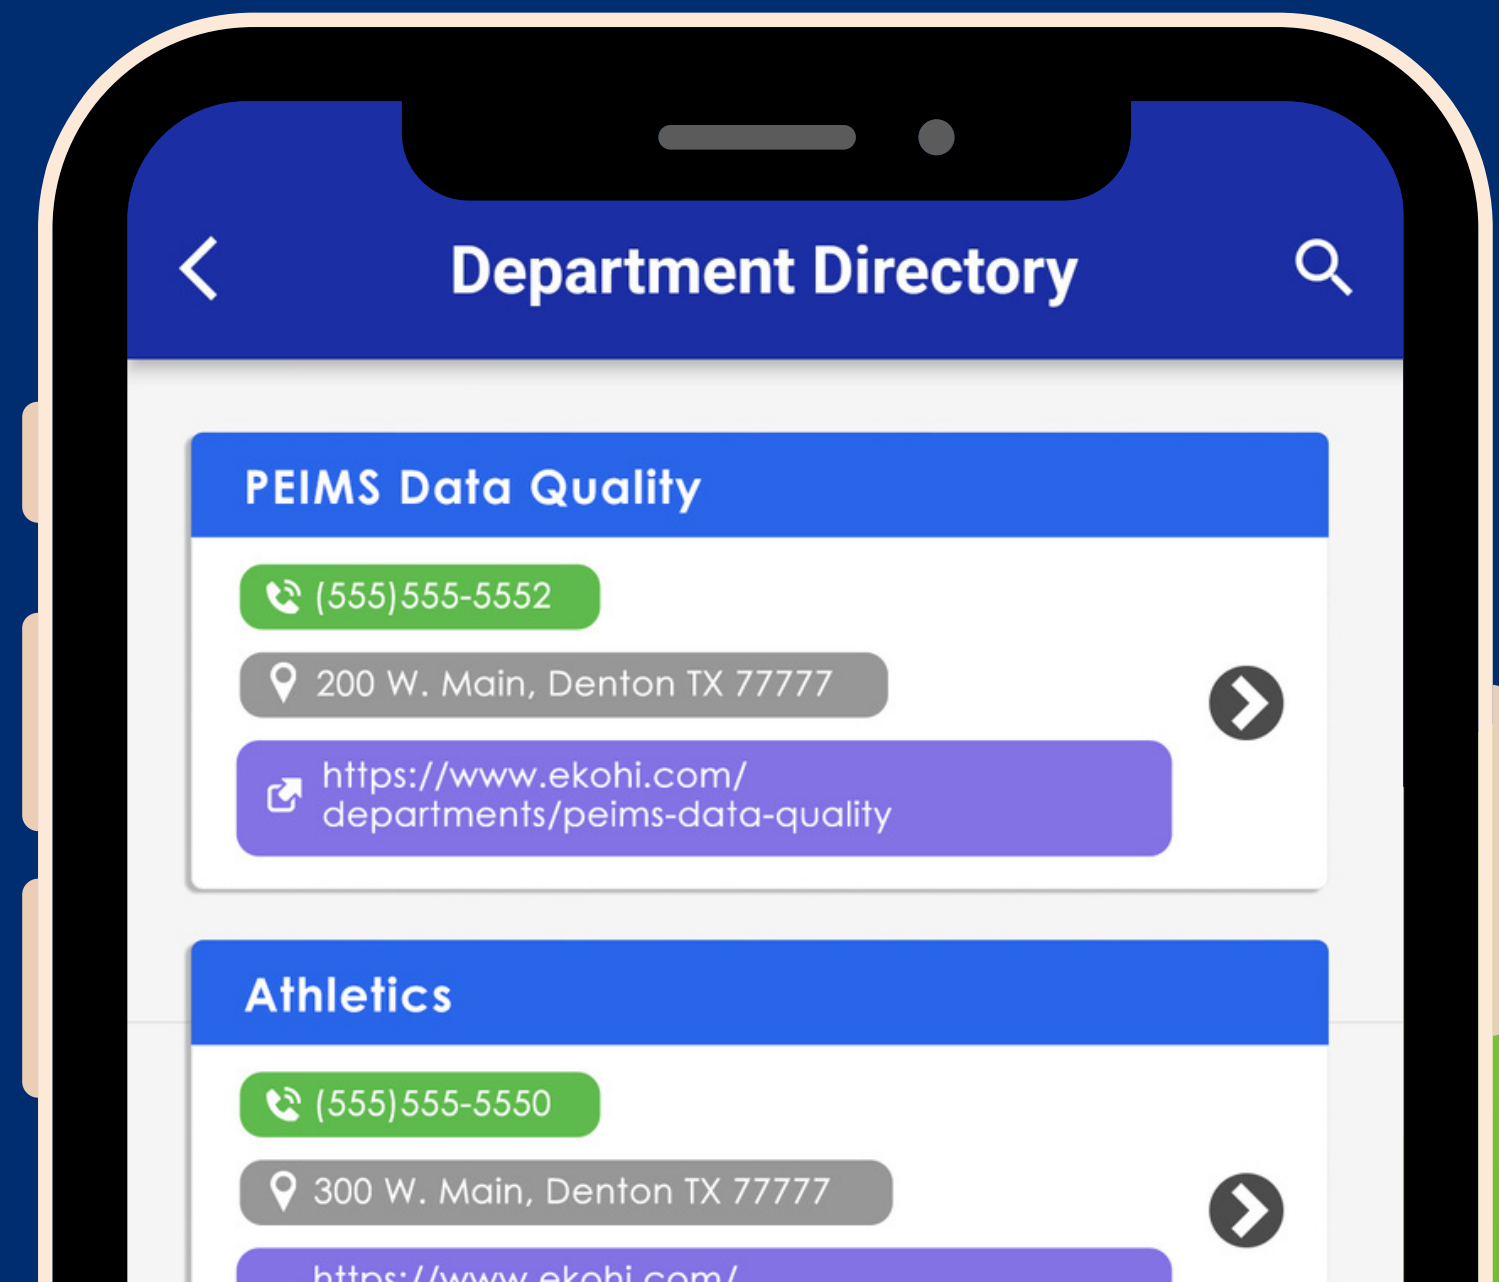 Department Directory
PEIMS Data Quality
(555)555-5552
200 W. Main, Denton TX 77777
https://www.ekohi.com/
departments/peims-data-quality
Athletics
(555)555-5550
300 W. Main, Denton TX 77777
https://www.ekohi.com/